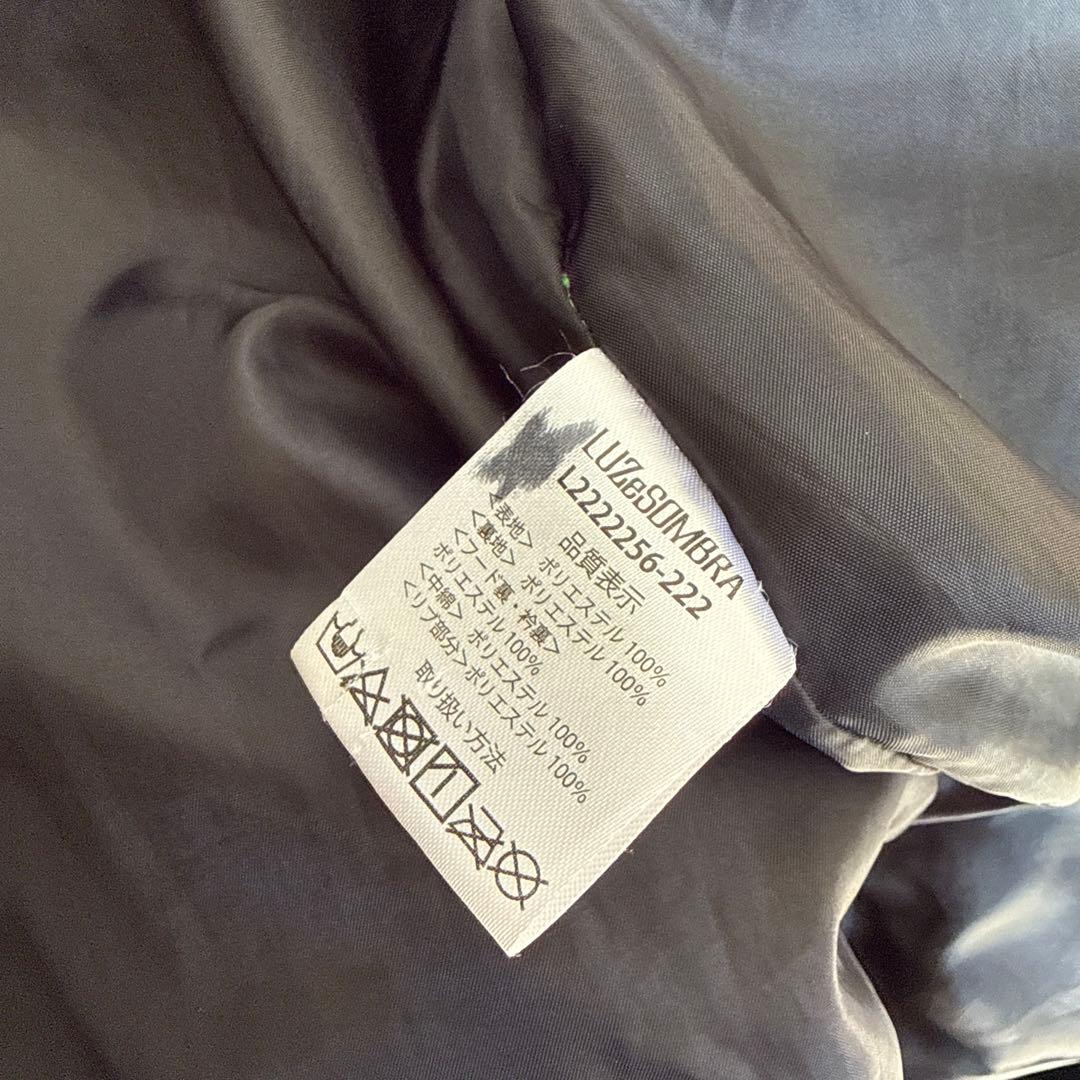 LUZeSOMBRA
L2222256-222
品質表示
<表地> ポリエステル 100%
<裏地> ポリエステル 100%
<フード裏・衿裏>
ポリエステル 100%
<中綿> ポリエステル 100%
<リブ部分>ポリエステル 100%
取り扱い方法